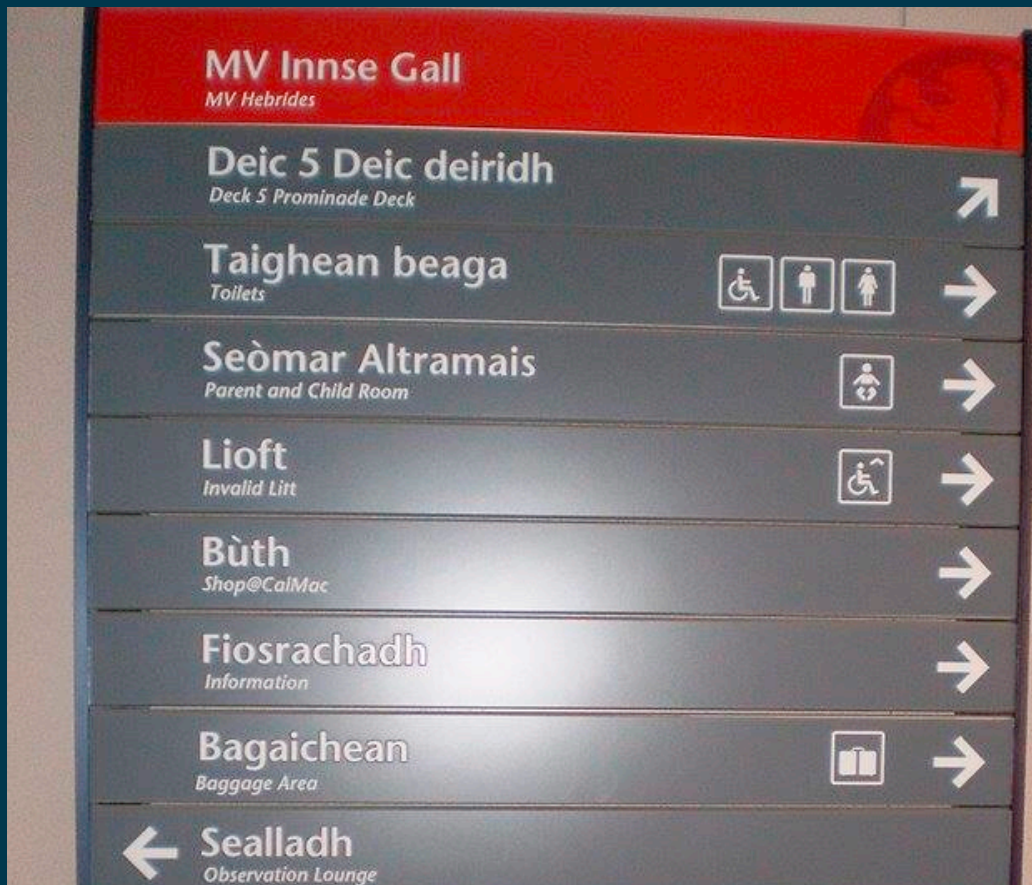 MV Innse Gall
MV Hebrides
Deic 5 Deic deiridh
Deck 5 Prominade Deck
Taighean beaga
Toilets
Seòmar Altramais
Parent and Child Room
Lioft
Invalid Litt
Bùth
Shop@CalMac
Fiosrachadh
Information
Bagaichean
Baggage Area
Sealladh
Observation Lounge